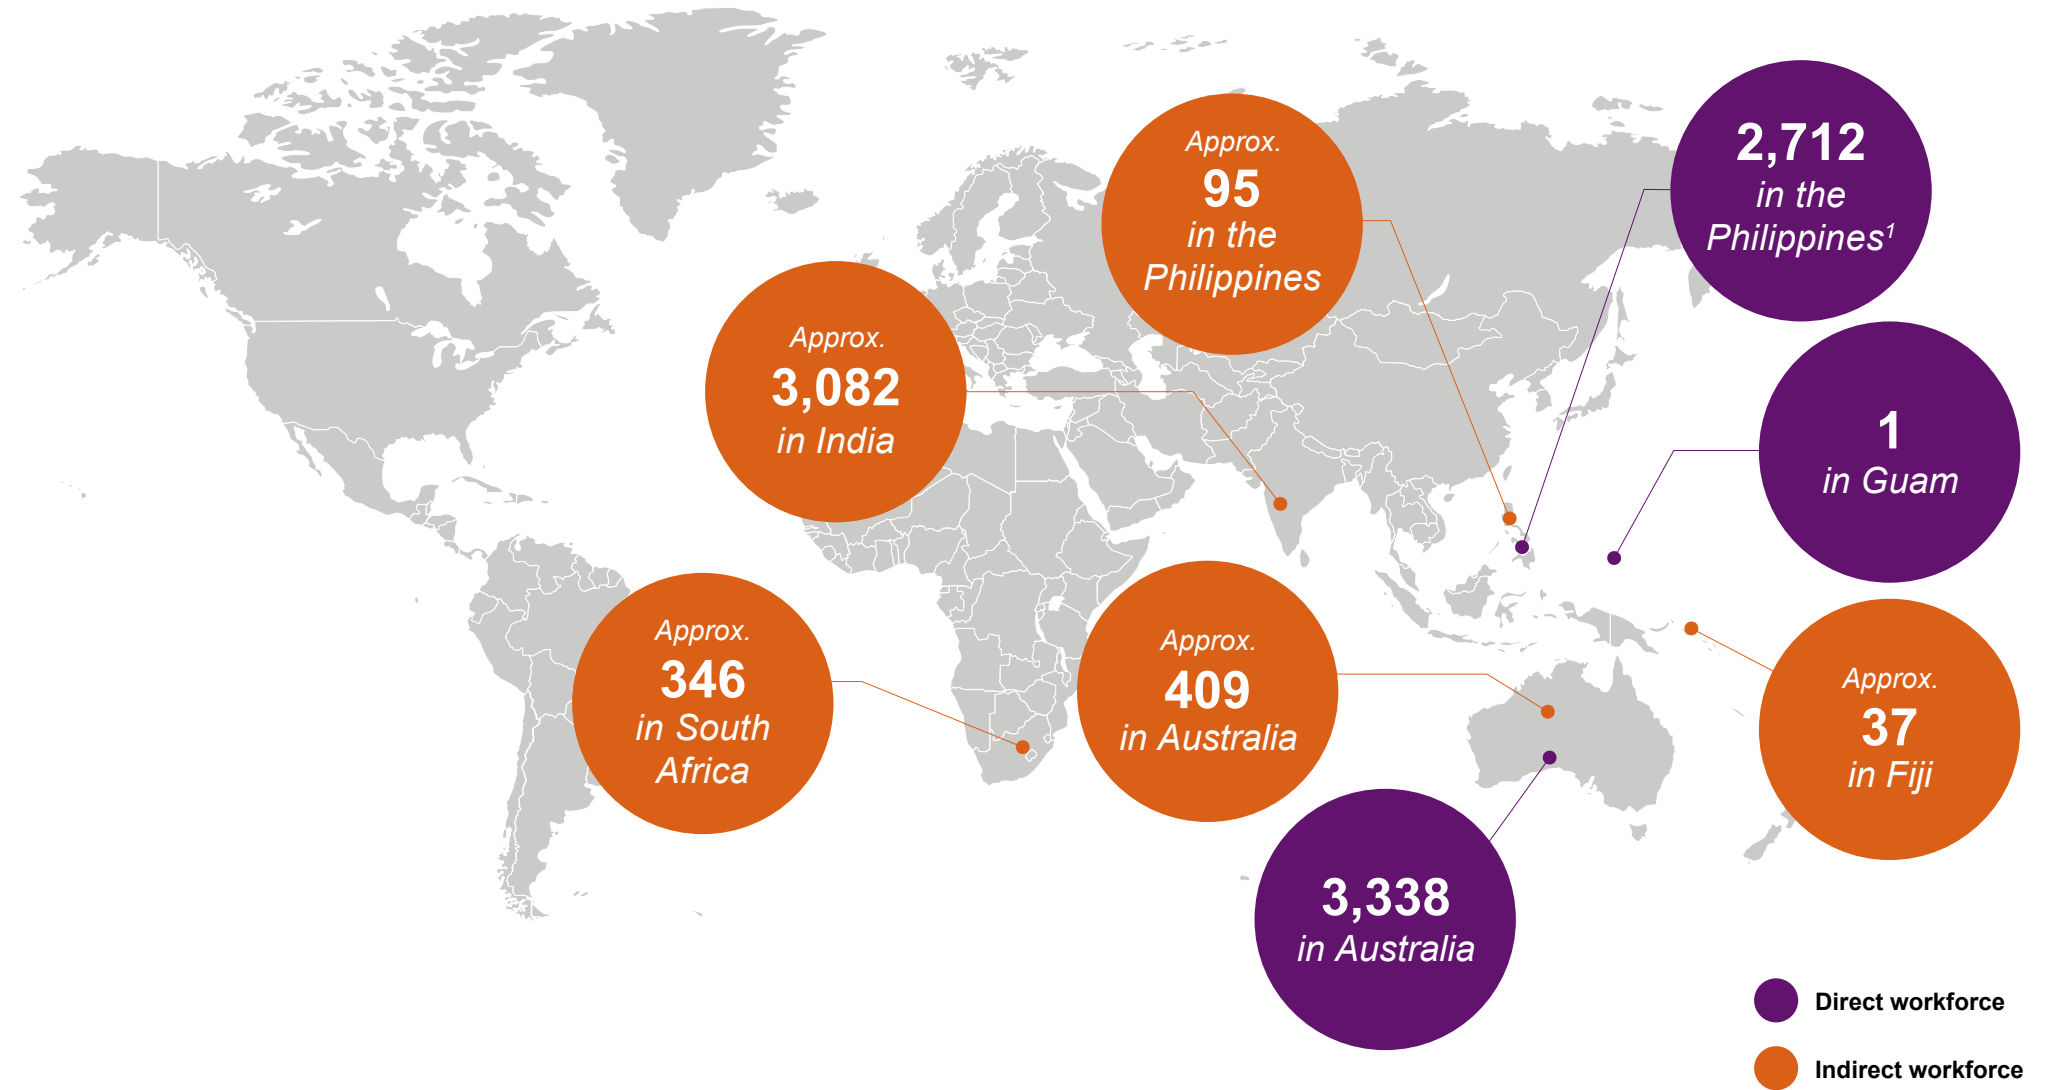 Approx.
95
in the
Philippines
2,712
in the
Philippines¹
Approx.
3,082
in India
1
in Guam
Approx.
346
in South
Africa
Approx.
409
in Australia
Approx.
37
in Fiji
3,338
in Australia
Direct workforce
Indirect workforce